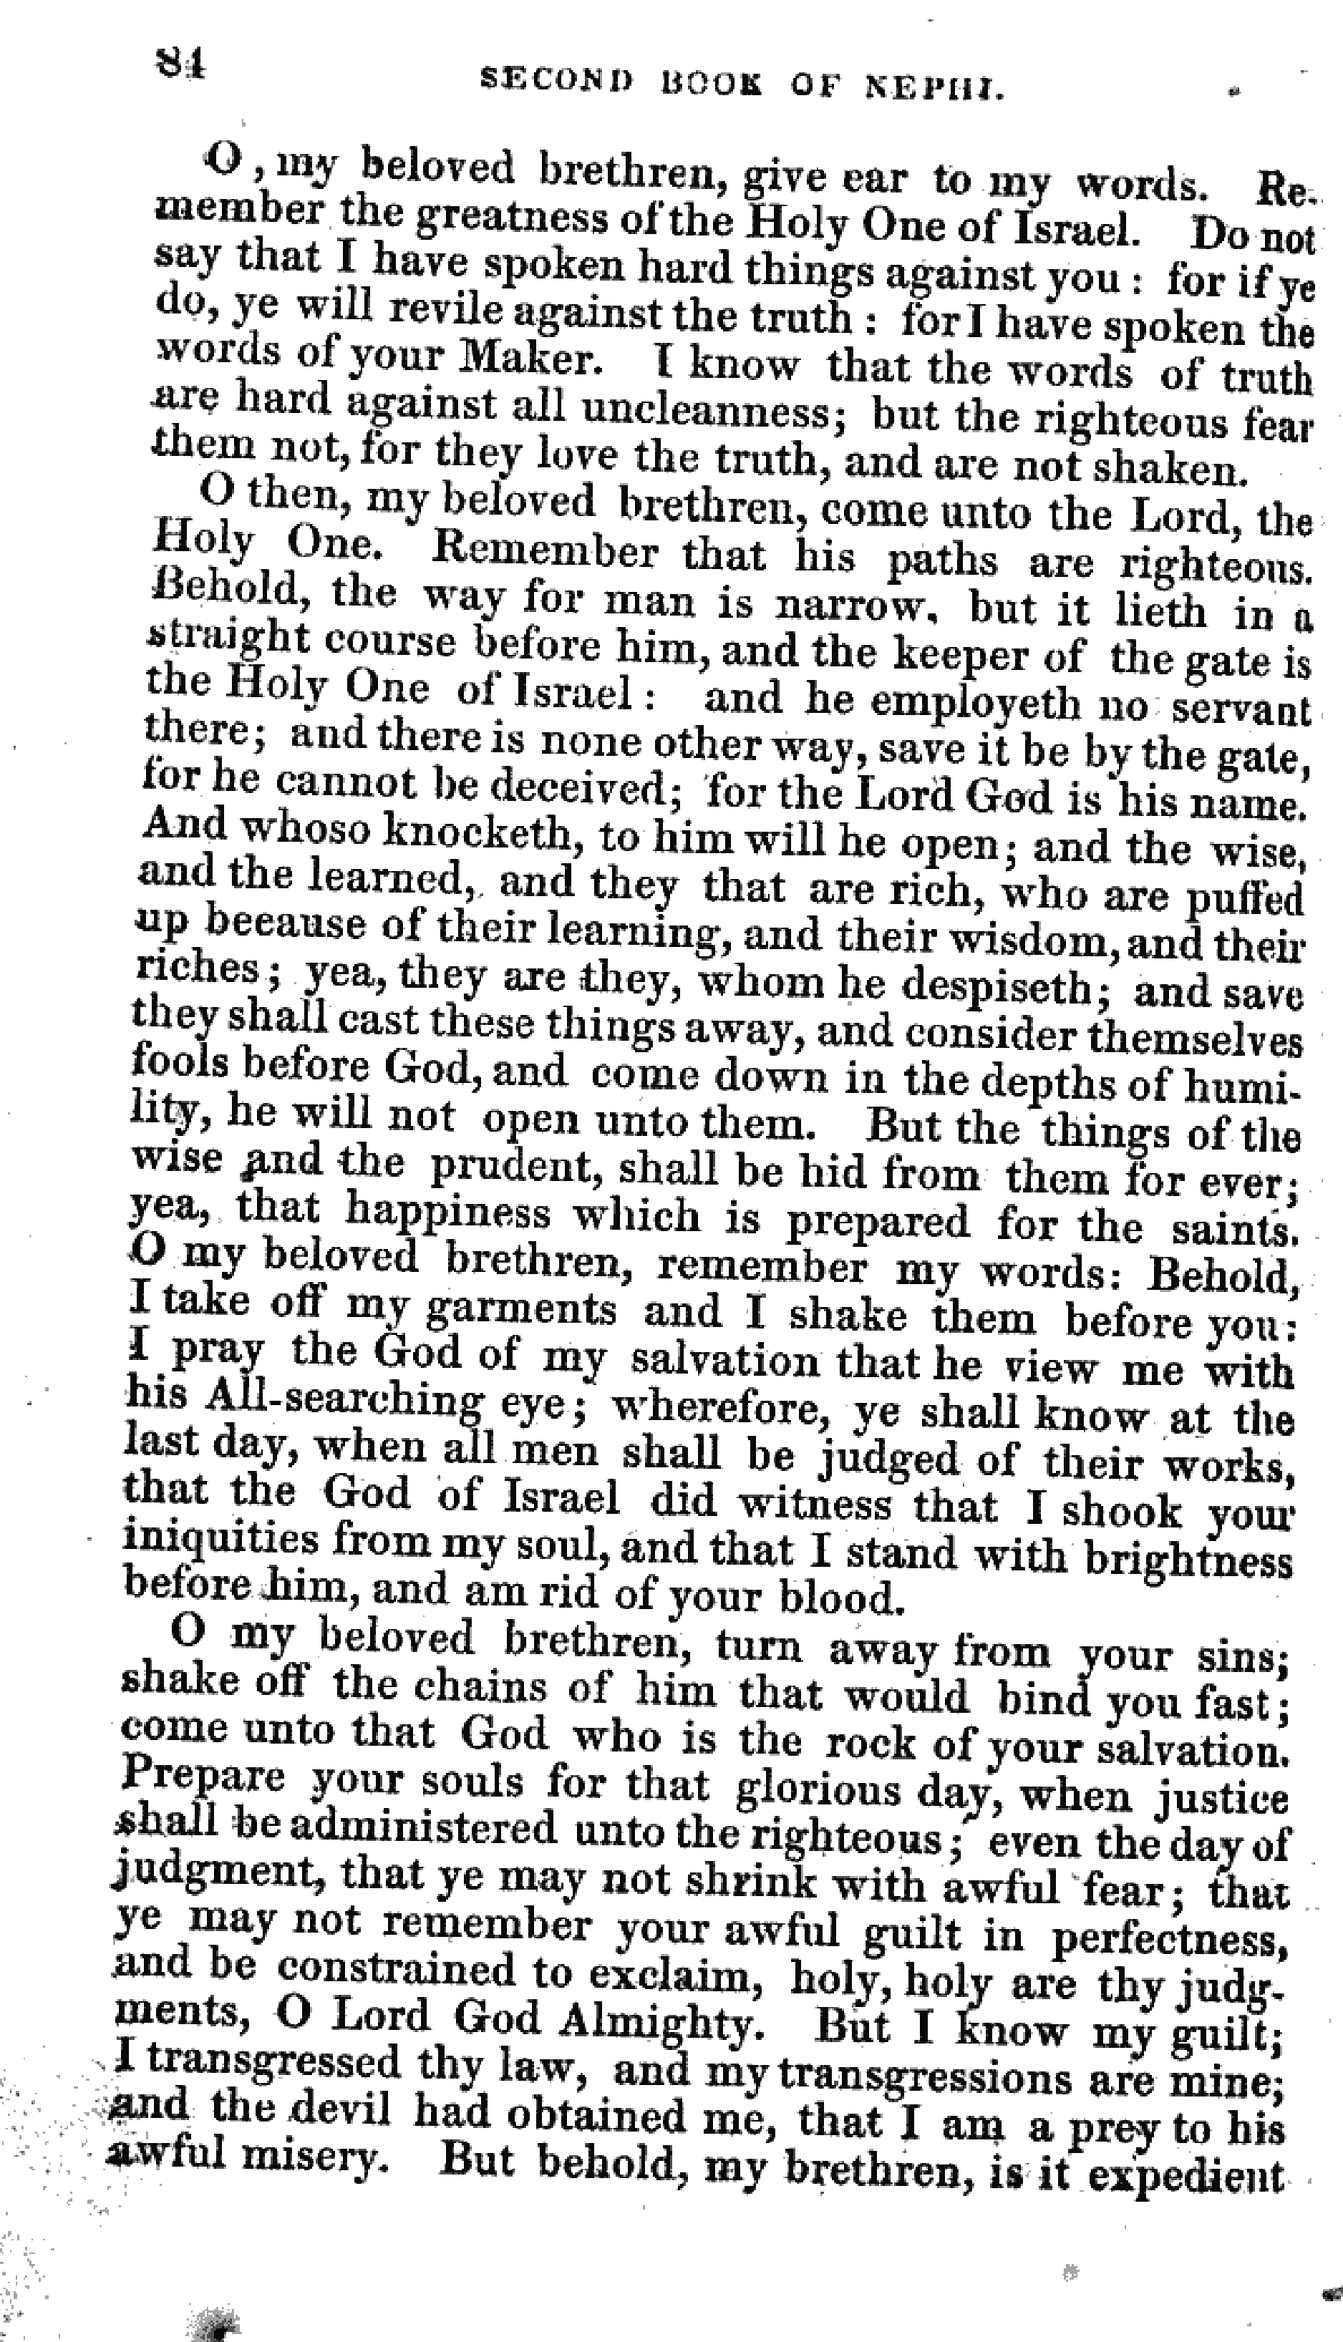 84
SECOND BOOK OF NEPHI.
O, my beloved brethren, give ear to my words. Re-
member the greatness of the Holy One of Israel. Do not
say that I have spoken hard things against you: for if ye
do, ye will revile against the truth: for I have spoken the
words of your Maker. I know that the words of truth
are hard against all uncleanness; but the righteous fear
them not, for they love the truth, and are not shaken.
O then, my beloved brethren, come unto the Lord, the
Holy One. Remember that his paths are righteous.
Behold, the way for man is narrow, but it lieth in a
straight course before him, and the keeper of the gate is
the Holy One of Israel: and he employeth no servant
there; and there is none other way, save it be by the gate,
for he cannot be deceived; for the Lord God is his name.
And whoso knocketh, to him will he open; and the wise,
and the learned, and they that are rich, who are puffed
up beeause of their learning, and their wisdom, and their
riches; yea, they are they, whom he despiseth; and save
they shall cast these things away, and consider themselves
fools before God, and come down in the depths of humi-
lity, he will not open unto them. But the things of the
wise and the prudent, shall be hid from them for ever;
yea, that happiness which is prepared for the saints.
O my beloved brethren, remember my words: Behold,
I take off my garments and I shake them before you:
I pray the God of my salvation that he view me with
his All-searching eye; wherefore, ye shall know at the
last day, when all men shall be judged of their works,
that the God of Israel did witness that I shook your
iniquities from my soul, and that I stand with brightness
before him, and am rid of your blood.
O my beloved brethren, turn away from your sins;
shake off the chains of him that would bind you fast;
come unto that God who is the rock of your salvation.
Prepare your souls for that glorious day, when justice
shall be administered unto the righteous; even the day of
judgment, that ye may not shrink with awful fear; that
ye may not remember your awful guilt in perfectness,
and be constrained to exclaim, holy, holy are thy judg-
ments, O Lord God Almighty. But I know my guilt;
I transgressed thy law, and my transgressions are mine;
and the devil had obtained me, that I am a prey to his
awful misery. But behold, my brethren, is it expedient